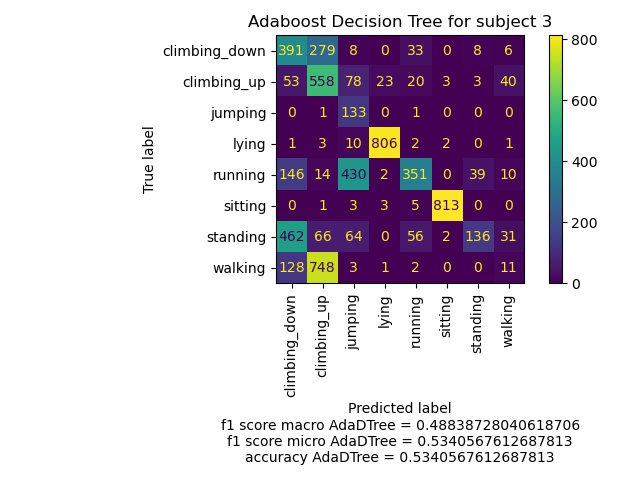 Adaboost Decision Tree for subject 3
climbing_down 391 279 8 0 33 0 8 6
climbing_up 53 558 78 23 20 3 3 40
jumping 0 1 133 0 1 0 0 0
lying 1 3 10 806 2 2 0 1
running 146 14 430 2 351 0 39 10
sitting 0 1 3 3 5 813 0 0
standing 462 66 64 0 56 2 136 31
walking 128 748 3 1 2 0 0 11
True label
800
600
400
200
0
climbing_down
climbing_up
jumping
lying
running
sitting
standing
walking
Predicted label
f1 score macro AdaDTree = 0.48838728040618706
f1 score micro AdaDTree = 0.5340567612687813
accuracy AdaDTree = 0.5340567612687813